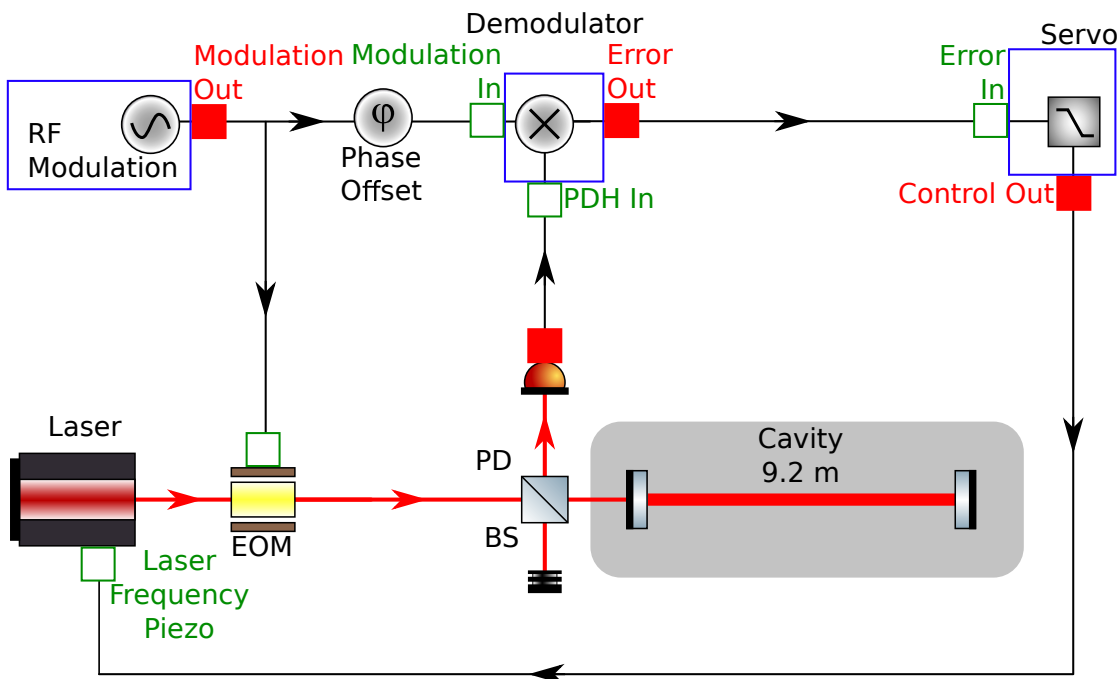 Demodulator
Servo
Modulation
Out
Modulation
In
Error
Out
Error
In
RF
Modulation
φ
Phase
Offset
PDH In
Control Out
Laser
Cavity
9.2 m
PD
BS
EOM
Laser
Frequency
Piezo